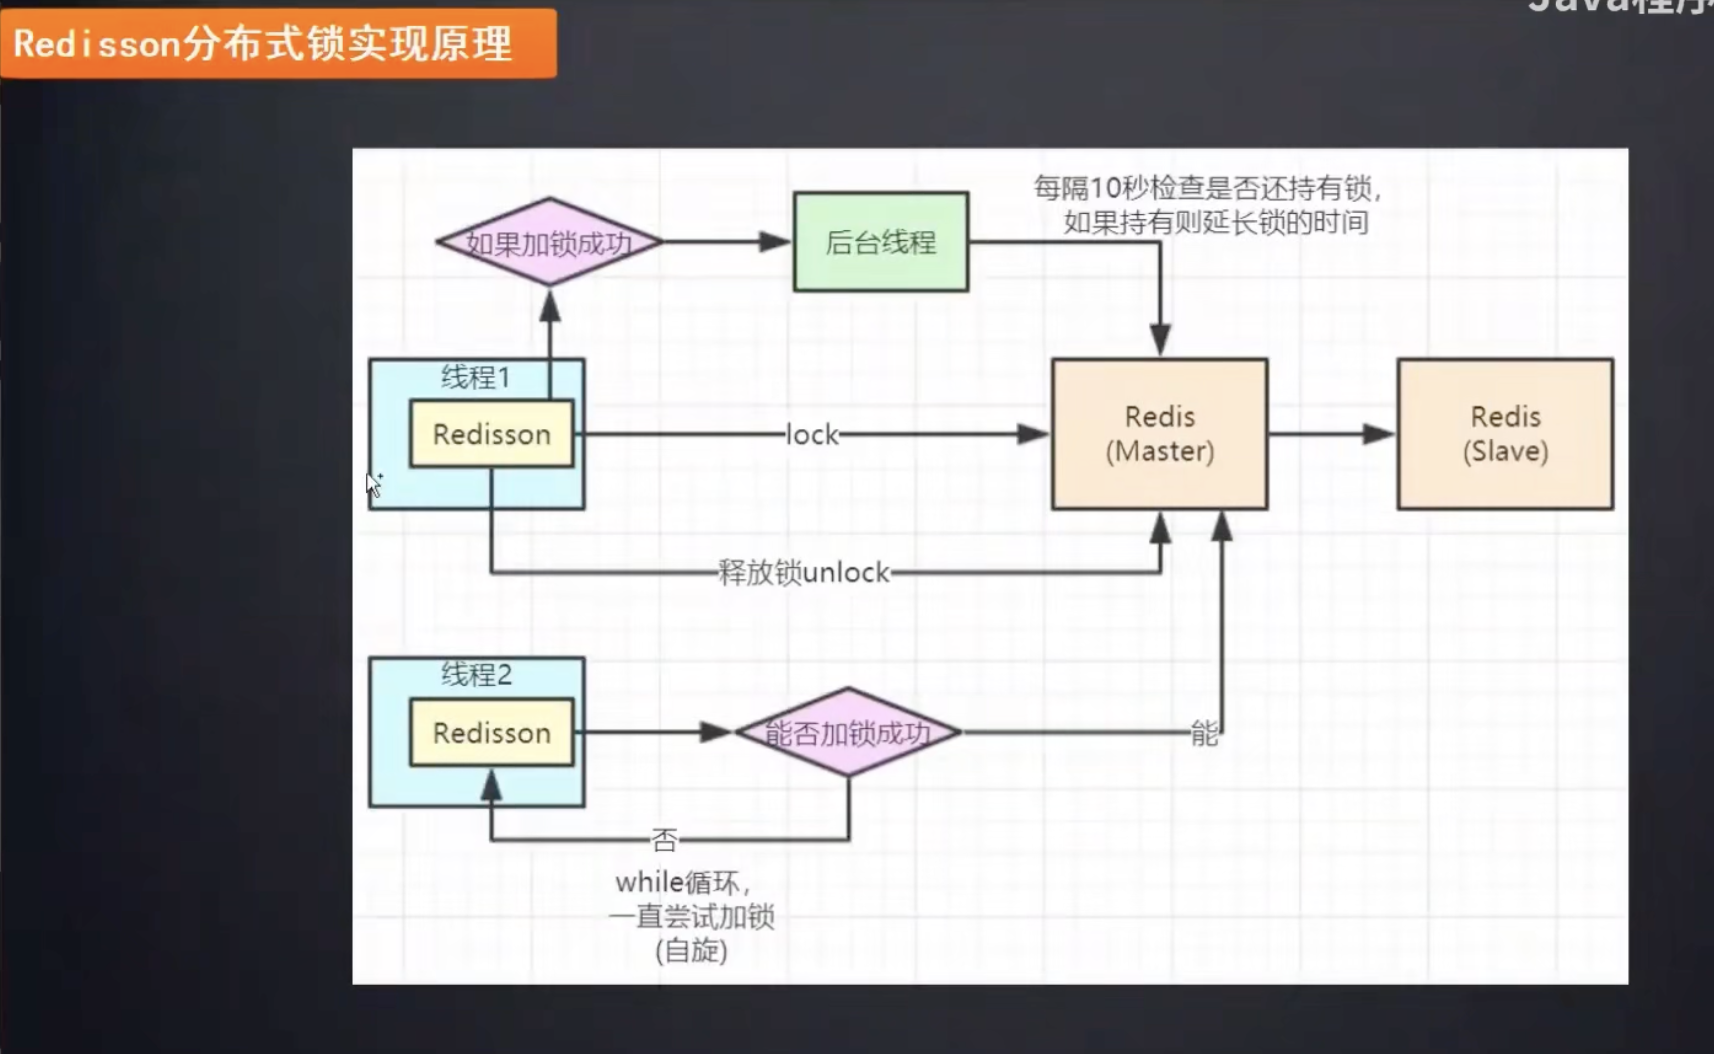 Java程序
Redisson分布式锁实现原理
每隔10秒检查是否还持有锁,
如果持有则延长锁的时间
如果加锁成功
后台线程
线程1
Redisson
lock
Redis
(Master)
Redis
(Slave)
释放锁unlock
线程2
Redisson
能否加锁成功
能
否
while循环,
一直尝试加锁
(自旋)